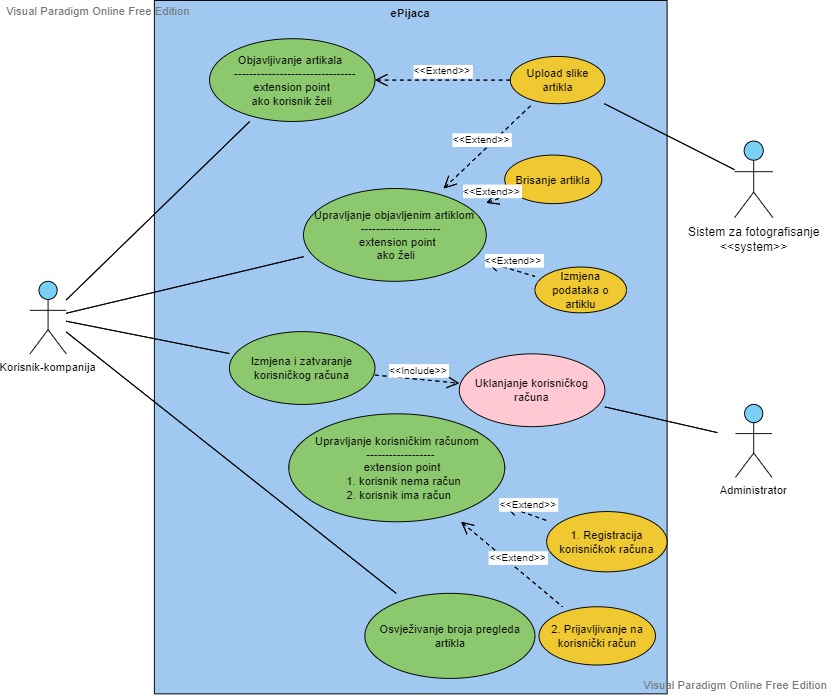 Visual Paradigm Online Free Edition
ePijaca
Objavljivanje artikala
--------------------------------
extension point
ako korisnik želi
<<Extend>>
Upload slike
artikla
<<Extend>>
Brisanje artikla
<<Extend>>
Upravljanje objavljenim artiklom
---------------------
extension point
ako želi
<<Extend>>
Izmjena
podataka o
artiklu
Sistem za fotografisanje
<<system>>
Korisnik-kompanija
Izmjena i zatvaranje
korisničkog računa
<<Include>>
Uklanjanje korisničkog
računa
Administrator
Upravljanje korisničkim računom
------------------
extension point
1. korisnik nema račun
2. korisnik ima račun
<<Extend>>
1. Registracija
korisničkok računa
<<Extend>>
Osvježivanje broja pregleda
artikla
2. Prijavljivanje na
korisnički račun
Visual Paradigm Online Free Edition